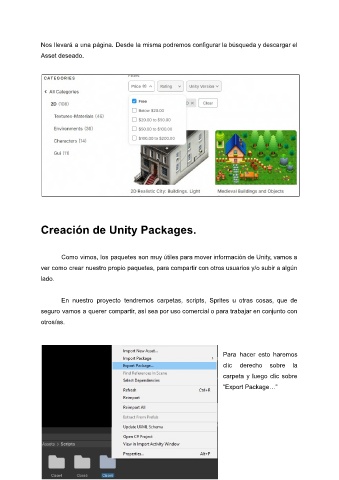 Nos llevará a una página. Desde la misma podremos configurar la búsqueda y descargar el
Asset deseado.
CATEGORIES
All Categories
2D (108)
Textures-Materials (46)
Environments (38)
Characters (14)
GUI (11)
Price (1)
Rating
Unity Version
Free
Below $20.00
$20.00 to $50.00
$50.00 to $100.00
$100.00 to $200.00
Clear
2D Realistic City: Buildings, Light
Medieval Buildings and Objects
Creación de Unity Packages.
Como vimos, los paquetes son muy útiles para mover información de Unity, vamos a
ver como crear nuestro propio paquetes, para compartir con otros usuarios y/o subir a algún
lado.
En nuestro proyecto tendremos carpetas, scripts, Sprites u otras cosas, que de
seguro vamos a querer compartir, así sea por uso comercial o para trabajar en conjunto con
otros/as.
Import New Asset...
Import Package
Export Package...
Find References In Scene
Select Dependencies
Refresh Ctrl+R
Reimport
Reimport All
Extract From Prefab
Update UXML Schema
Open C# Project
View in Import Activity Window
Properties... Alt+P
Assets
Para hacer esto haremos
clic derecho sobre la
carpeta y luego clic sobre
"Export Package…"